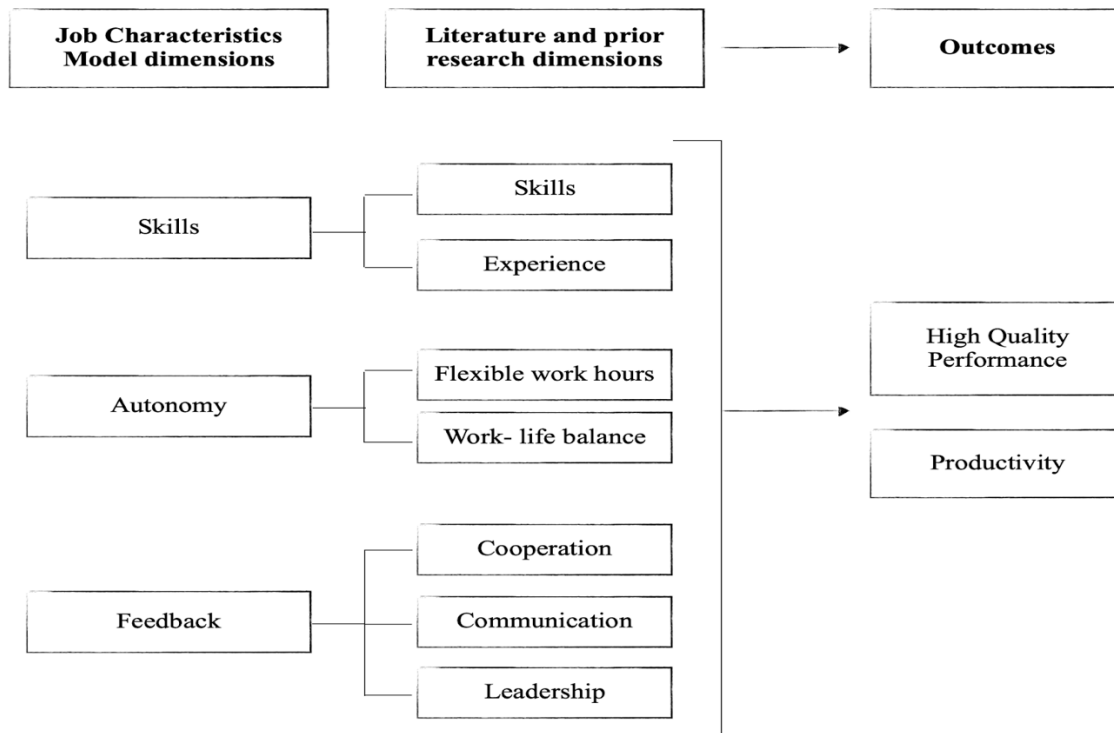 Job Characteristics
Model dimensions
Literature and prior
research dimensions
Outcomes
Skills
Skills
Experience
Autonomy
Flexible work hours
Work- life balance
Feedback
Cooperation
Communication
Leadership
High Quality
Performance
Productivity